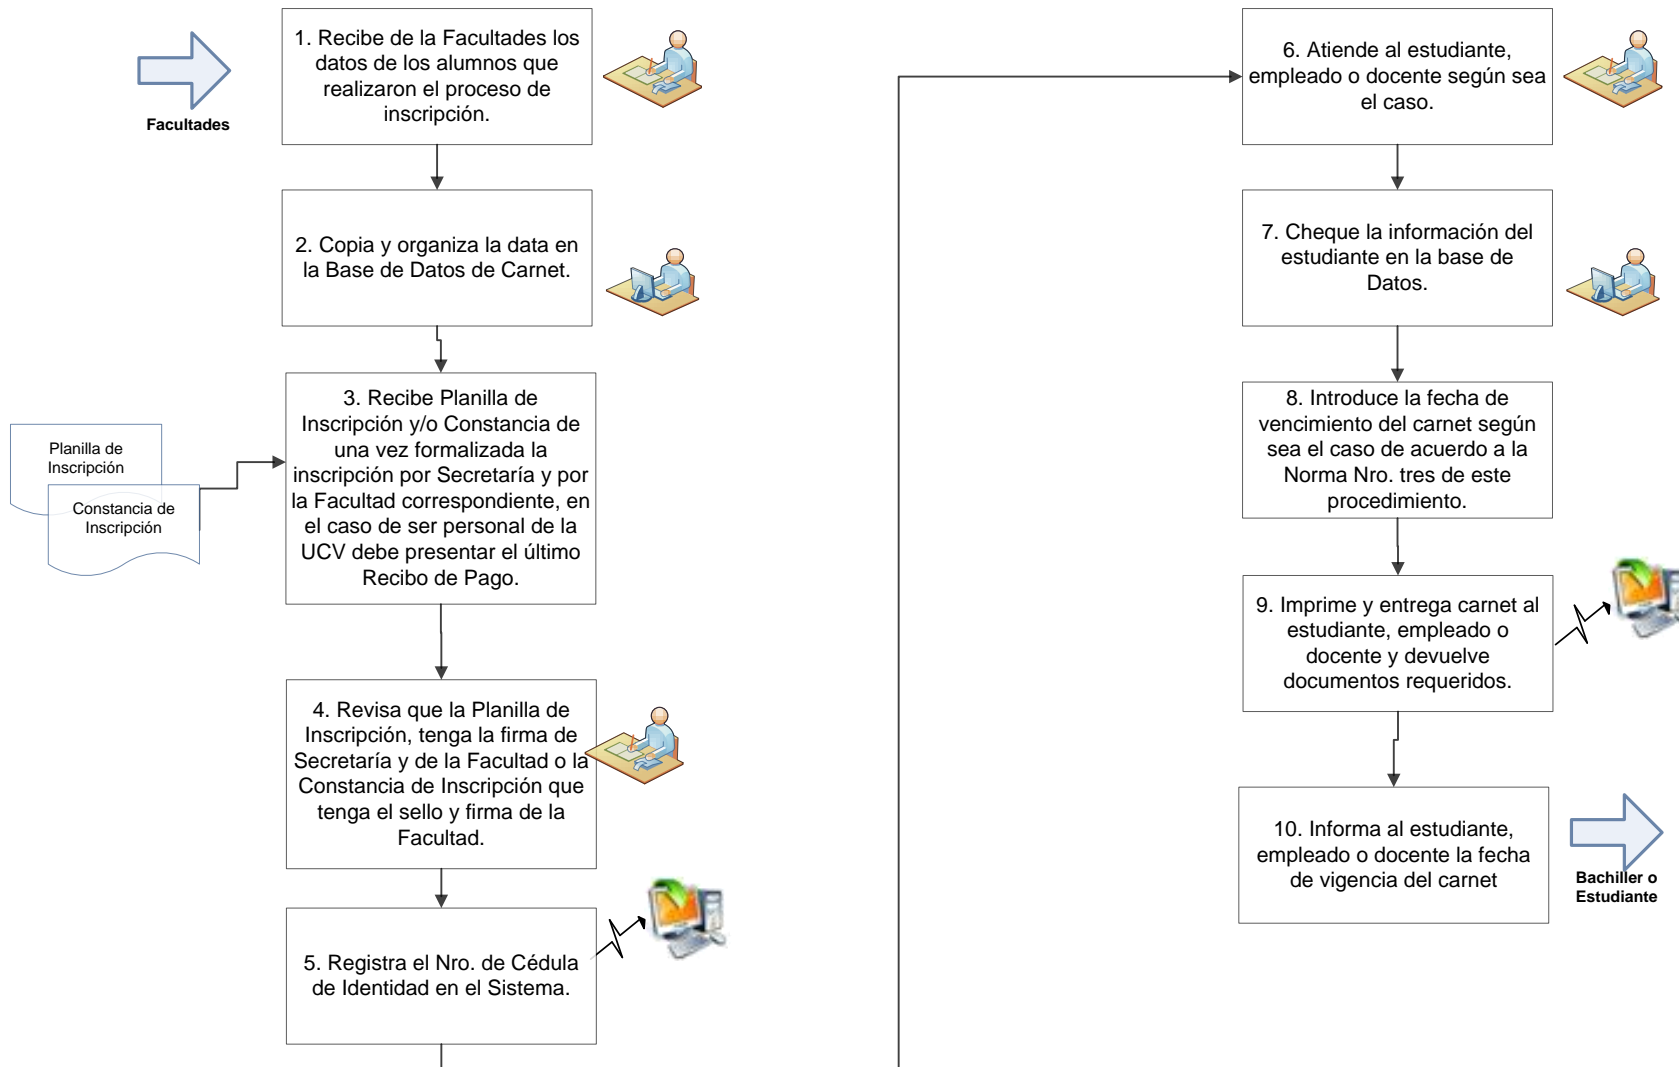 Facultades
1. Recibe de la Facultades los
datos de los alumnos que
realizaron el proceso de
inscripción.
2. Copia y organiza la data en
la Base de Datos de Carnet.
Planilla de
Inscripción
Constancia de
Inscripción
3. Recibe Planilla de
Inscripción y/o Constancia de
una vez formalizada la
inscripción por Secretaría y por
la Facultad correspondiente, en
el caso de ser personal de la
UCV debe presentar el último
Recibo de Pago.
4. Revisa que la Planilla de
Inscripción, tenga la firma de
Secretaría y de la Facultad o la
Constancia de Inscripción que
tenga el sello y firma de la
Facultad.
5. Registra el Nro. de Cédula
de Identidad en el Sistema.
6. Atiende al estudiante,
empleado o docente según sea
el caso.
7. Cheque la información del
estudiante en la base de
Datos.
8. Introduce la fecha de
vencimiento del carnet según
sea el caso de acuerdo a la
Norma Nro. tres de este
procedimiento.
9. Imprime y entrega carnet al
estudiante, empleado o
docente y devuelve
documentos requeridos.
10. Informa al estudiante,
empleado o docente la fecha
de vigencia del carnet
Bachiller o
Estudiante